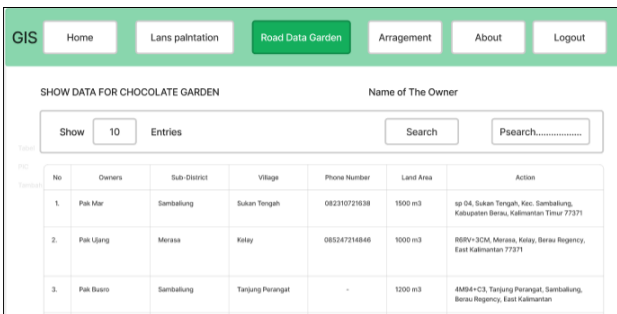 GIS Home Lans palntation Road Data Garden Arragement About Logout
SHOW DATA FOR CHOCOLATE GARDEN Name of The Owner
Show 10 Entries Search Psearch..................
No Owners Sub-District Village Phone Number Land Area Action
1. Pak Mar Sambaliung Sukan Tengah 082310721638 1500 m3 sp 04, Sukan Tengah, Kec. Sambaliung,
Kabupaten Berau, Kalimantan Timur 77371
2. Pak Ujang Merasa Kelay 085247214846 1000 m3 R6RV+3CM, Merasa, Kelay, Berau Regency,
East Kalimantan 77371
3. Pak Busro Sambaliung Tanjung Perangat - 1200 m3 4M94+C3, Tanjung Perangat, Sambaliung,
Berau Regency, East Kalimantan